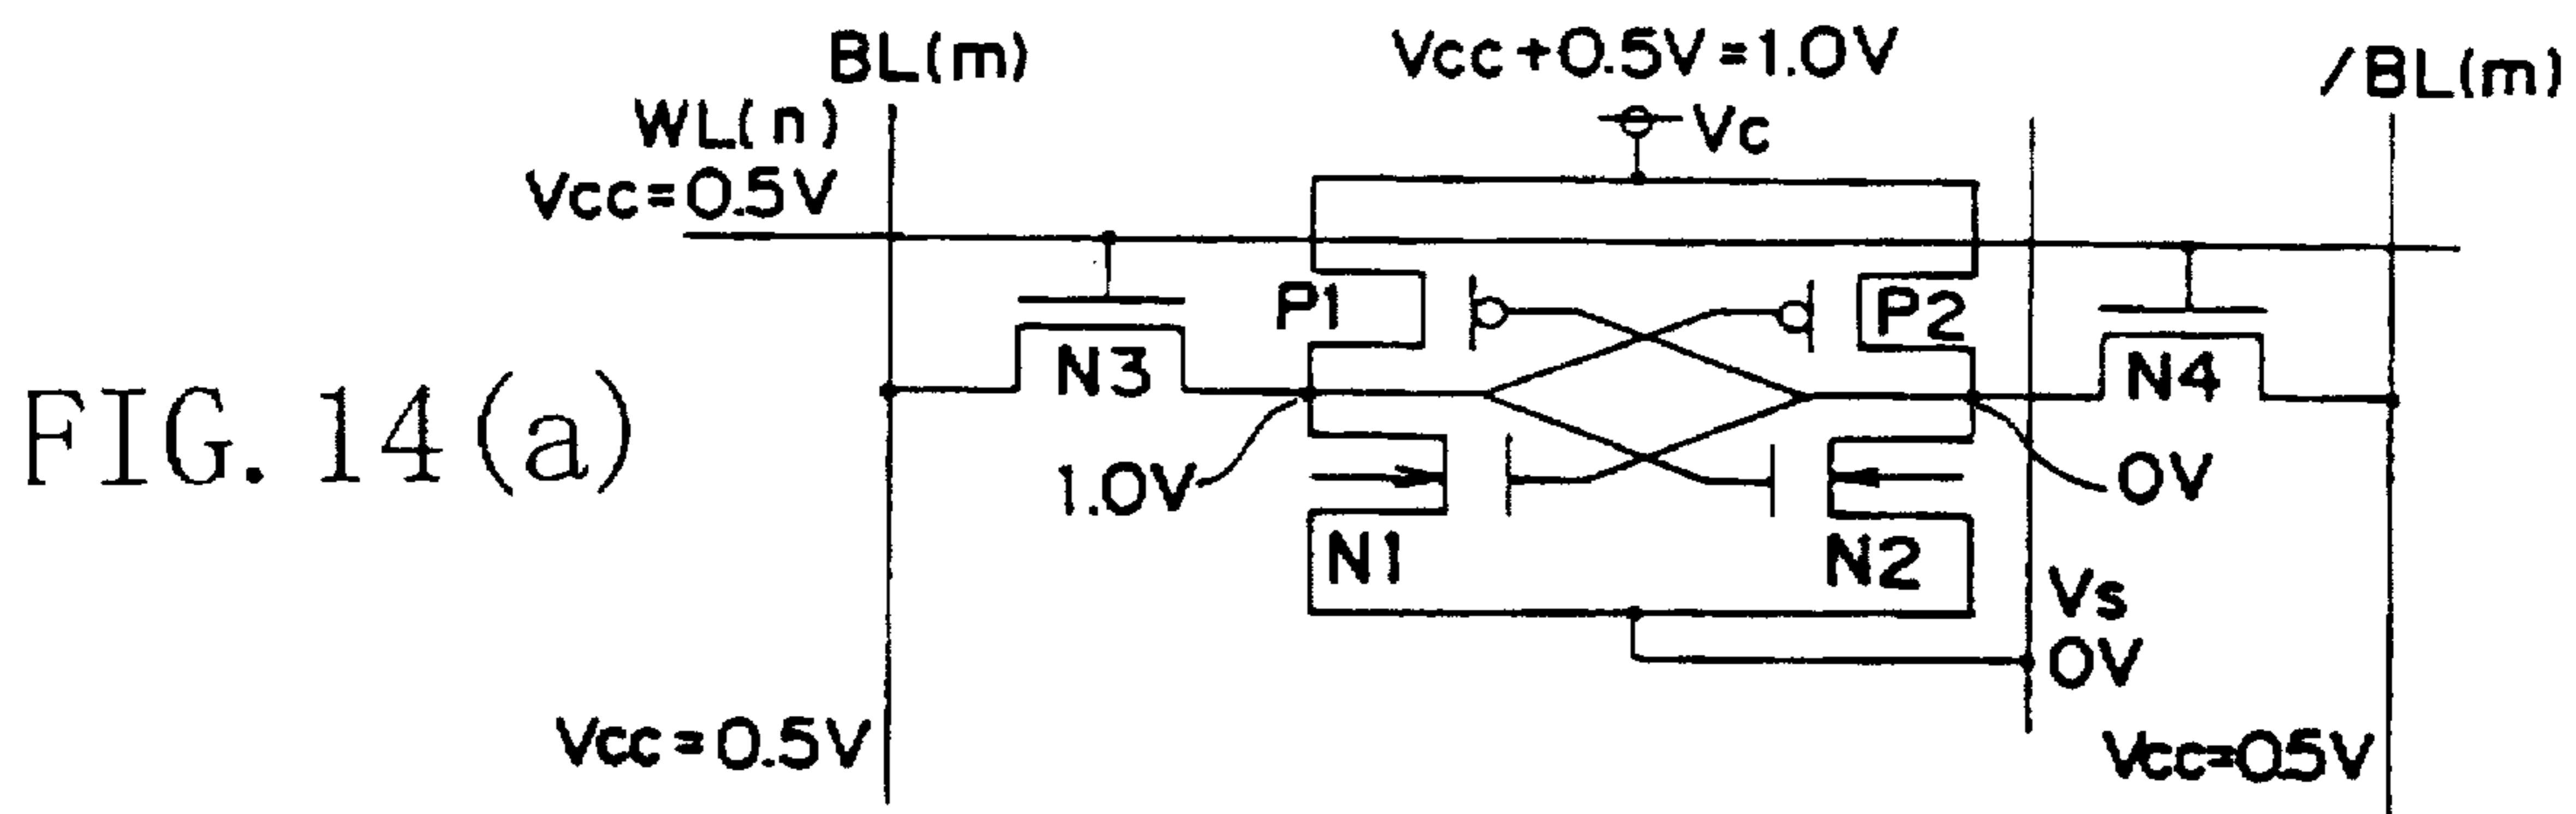 BL(m)
Vcc+0.5V=1.0V
/BL(m)
WL(n)
Vc
Vcc=0.5V
P1
P2
N3
N4
FIG. 14(a)
1.0V
0V
N1
N2
Vs
0V
Vcc=0.5V
Vcc=0.5V